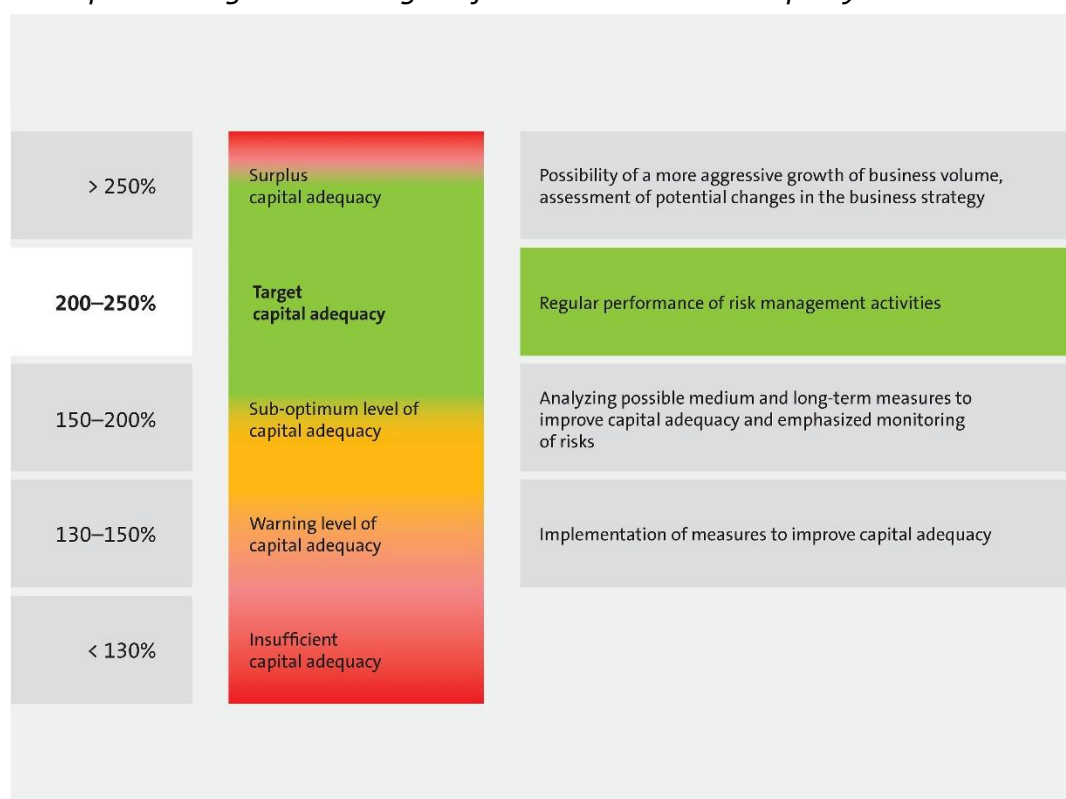 > 250%
Surplus
capital adequacy
Possibility of a more aggressive growth of business volume,
assessment of potential changes in the business strategy
200–250%
Target
capital adequacy
Regular performance of risk management activities
150–200%
Sub-optimum level of
capital adequacy
Analyzing possible medium and long-term measures to
improve capital adequacy and emphasized monitoring
of risks
130–150%
Warning level of
capital adequacy
Implementation of measures to improve capital adequacy
< 130%
Insufficient
capital adequacy